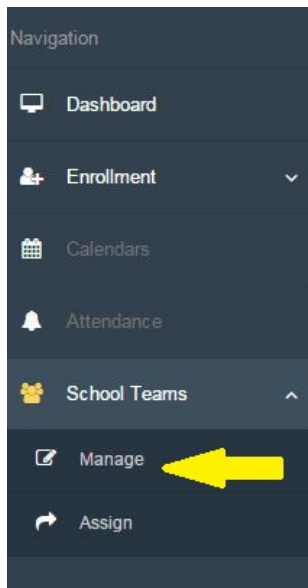 Navigation
Dashboard
Enrollment
Calendars
Attendance
School Teams
Manage
Assign